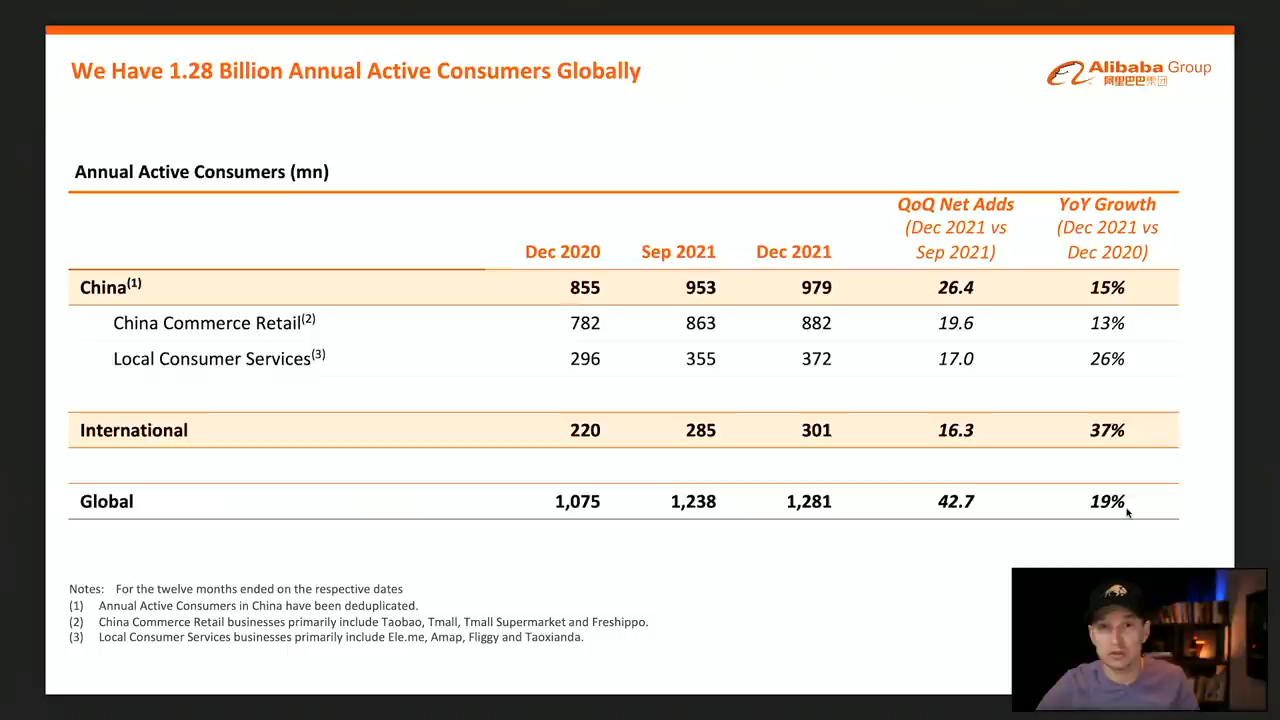 We Have 1.28 Billion Annual Active Consumers Globally
Alibaba Group
阿里巴巴集团
Annual Active Consumers (mn)
Dec 2020 Sep 2021 Dec 2021 QoQ Net Adds (Dec 2021 vs Sep 2021) YoY Growth (Dec 2021 vs Dec 2020)
China(1) 855 953 979 26.4 15%
China Commerce Retail(2) 782 863 882 19.6 13%
Local Consumer Services(3) 296 355 372 17.0 26%
International 220 285 301 16.3 37%
Global 1,075 1,238 1,281 42.7 19%
Notes: For the twelve months ended on the respective dates
(1) Annual Active Consumers in China have been deduplicated.
(2) China Commerce Retail businesses primarily include Taobao, Tmall, Tmall Supermarket and Freshippo.
(3) Local Consumer Services businesses primarily include Ele.me, Amap, Fliggy and Taoxianda.